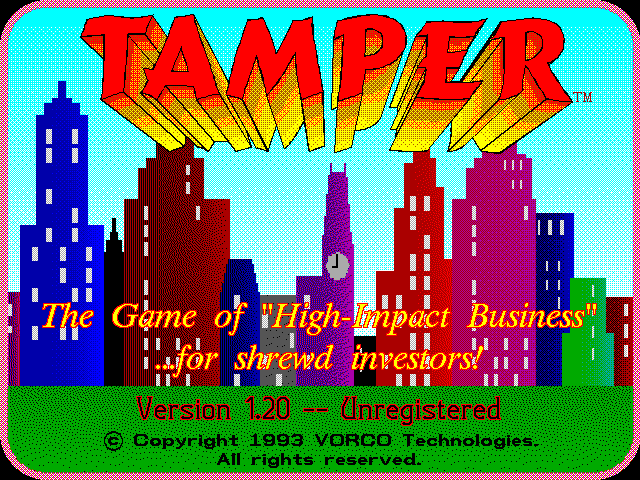 TAMPER™
The Game of "High-Impact Business"
...for shrewd investors!
Version 1.20 -- Unregistered
© Copyright 1993 VORCO Technologies.
All rights reserved.